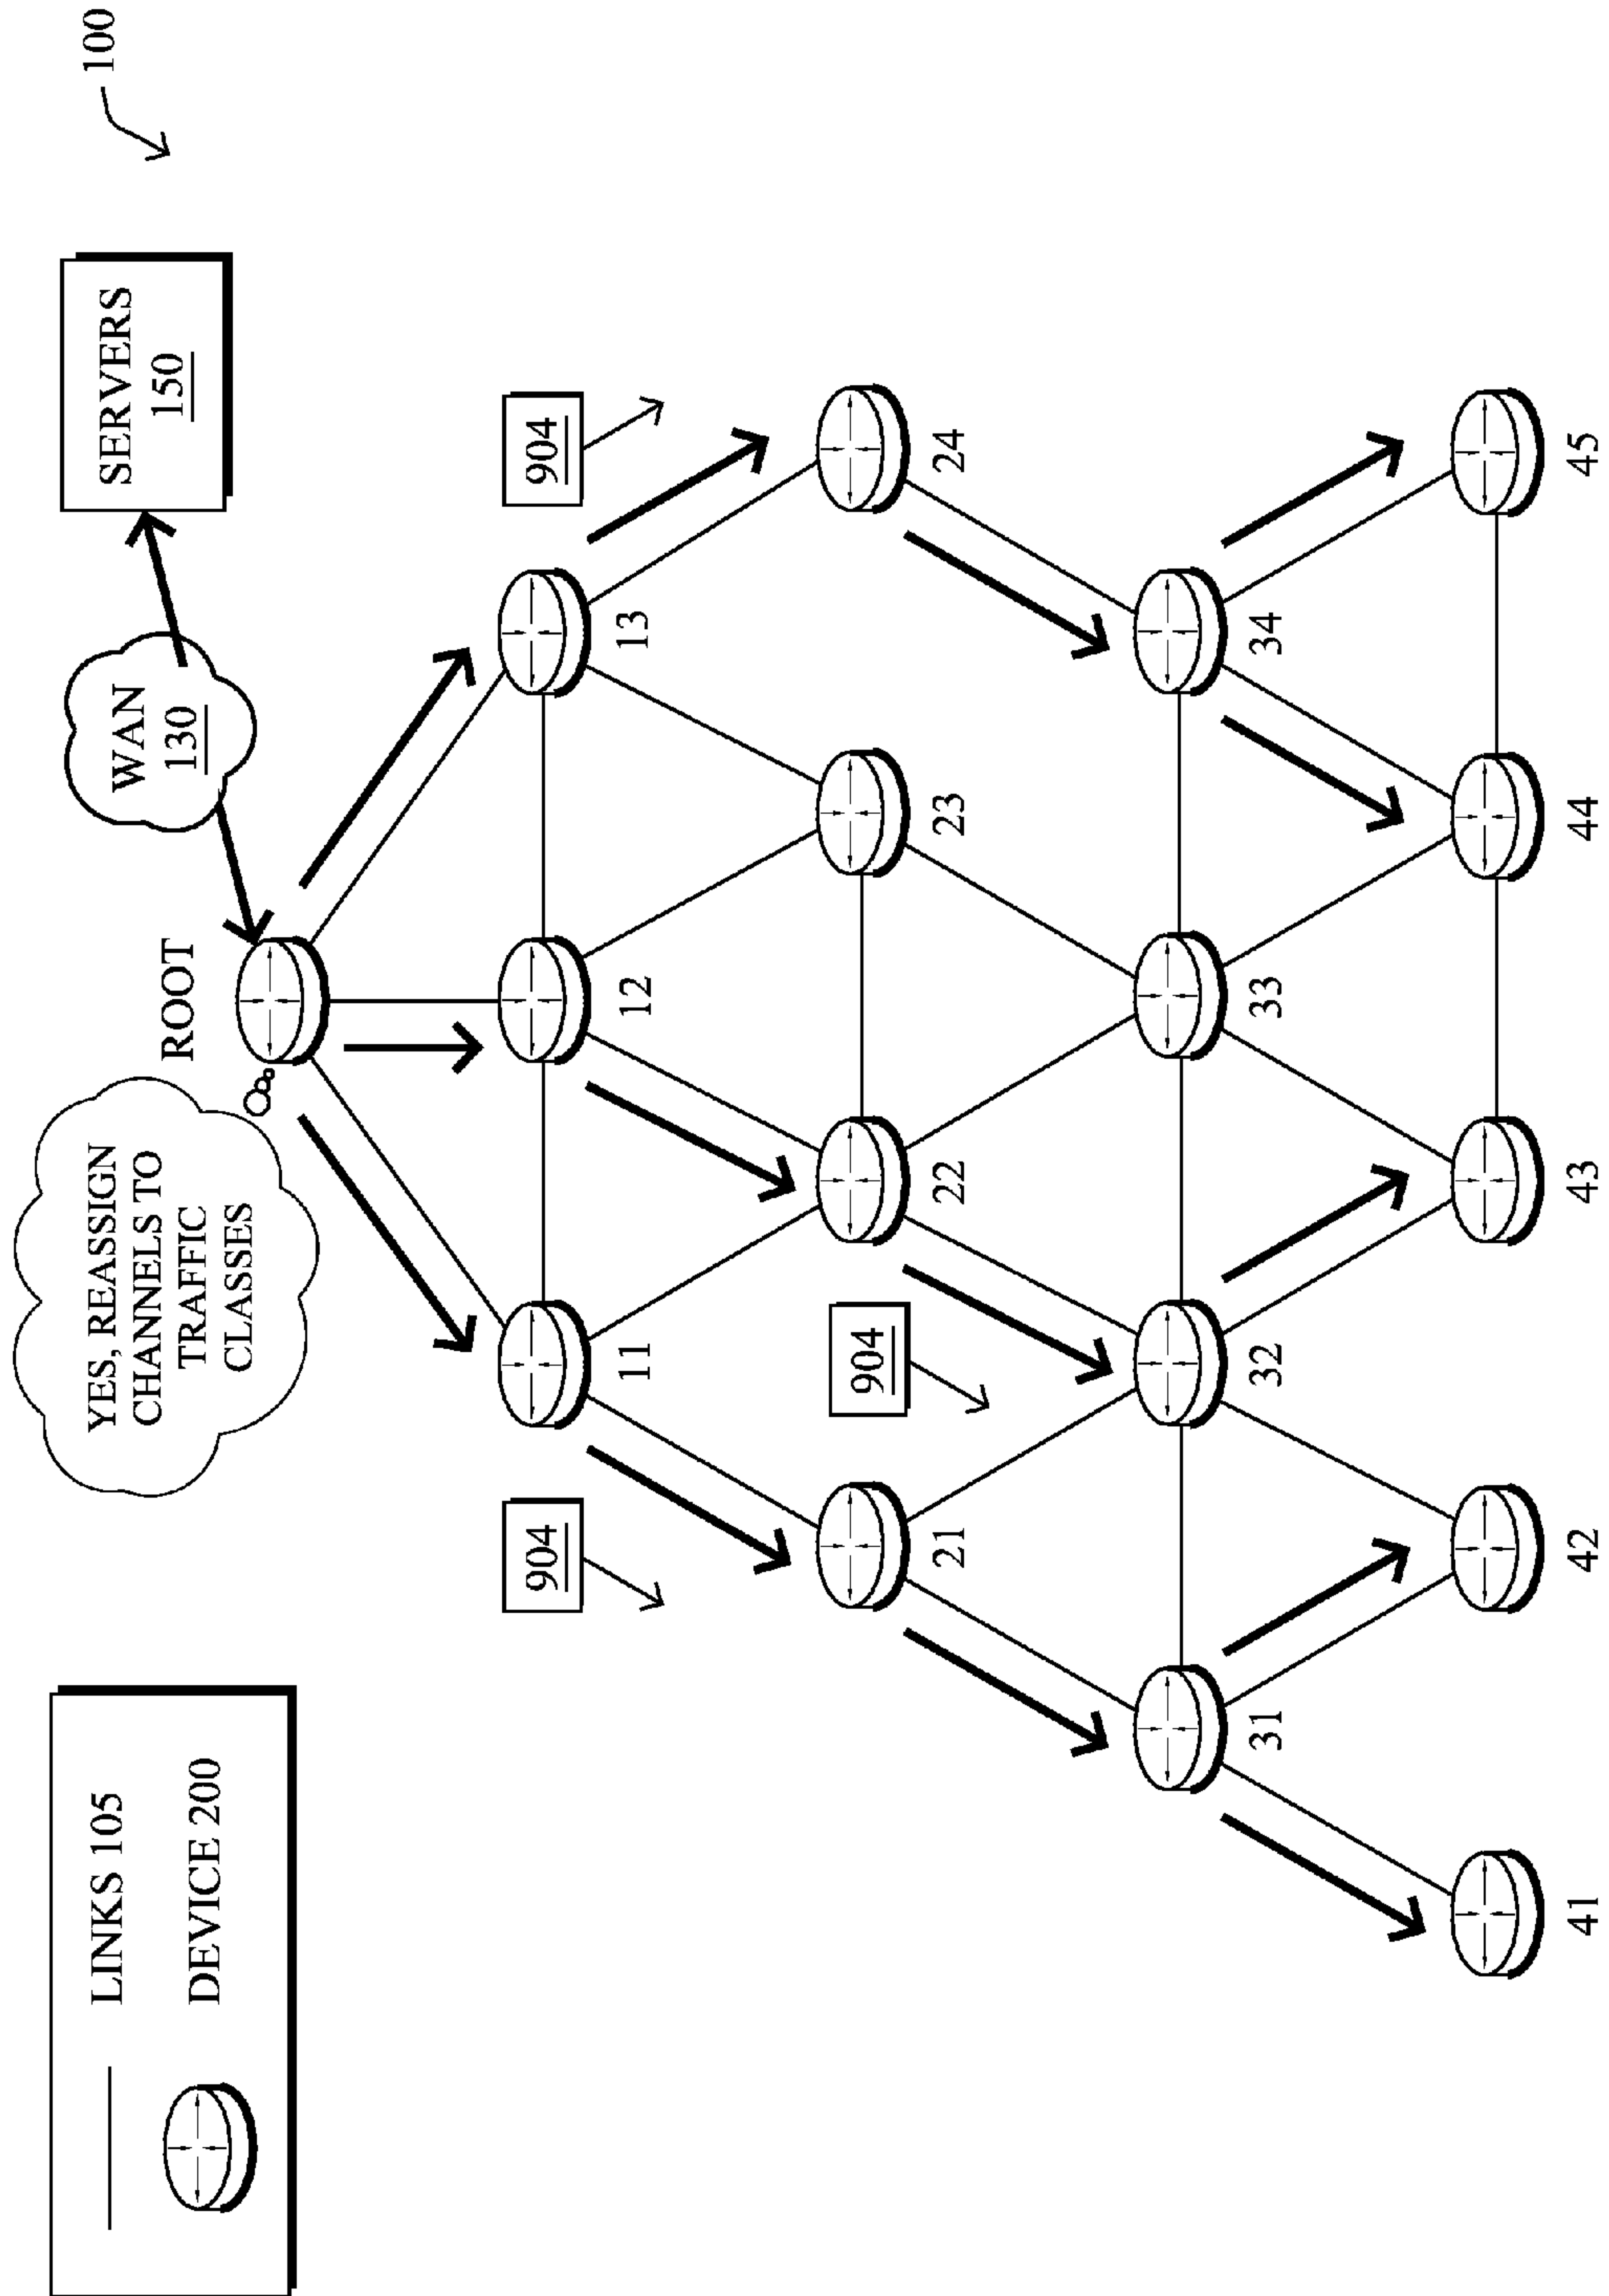 100
LINKS 105
DEVICE 200
YES, REASSIGN
CHANNELS TO
TRAFFIC
CLASSES
ROOT
WAN
130
SERVERS
150
11
12
13
904
904
21
22
23
24
904
31
32
33
34
41
42
43
44
45